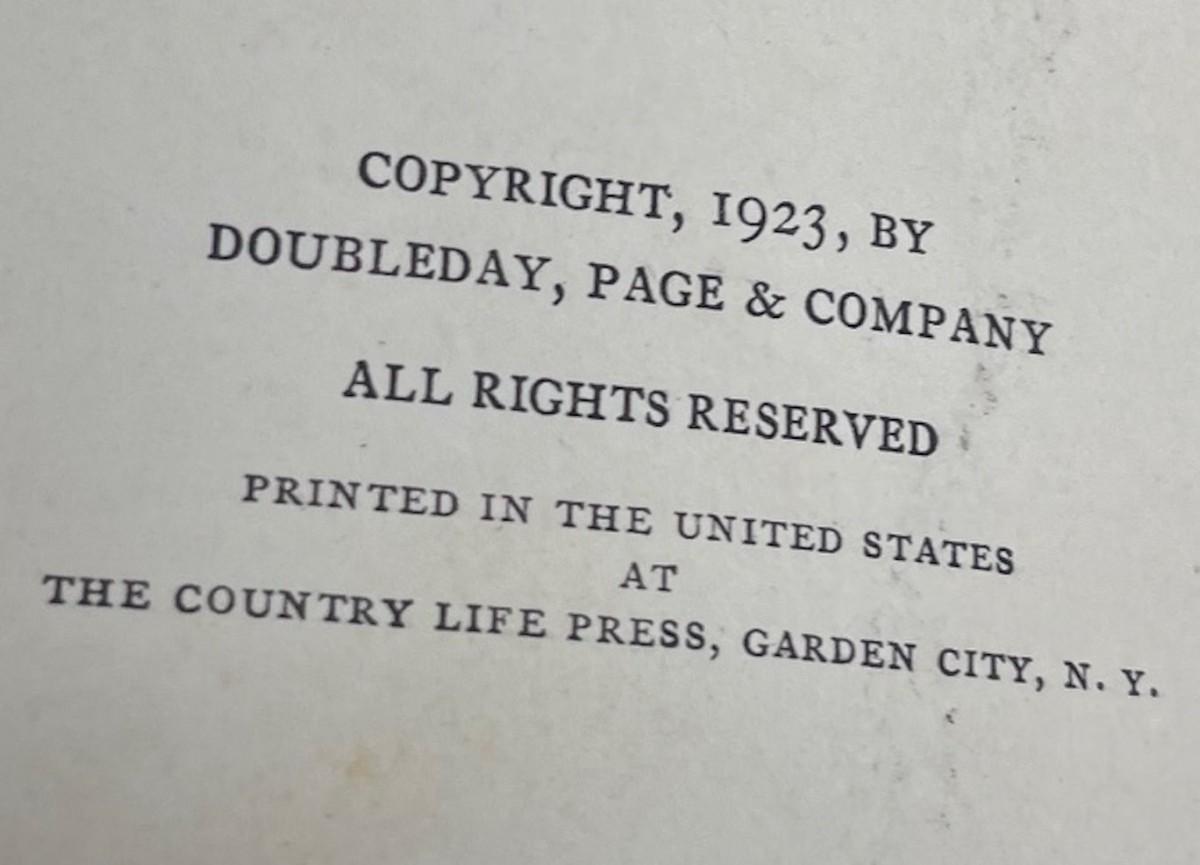 COPYRIGHT, 1923, BY
DOUBLEDAY, PAGE & COMPANY
ALL RIGHTS RESERVED
PRINTED IN THE UNITED STATES
AT
THE COUNTRY LIFE PRESS, GARDEN CITY, N. Y.